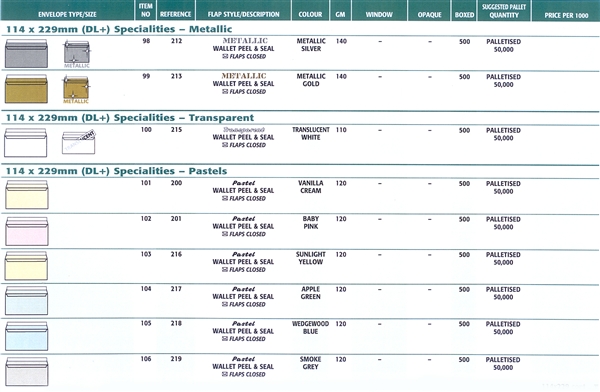 ENVELOPE TYPE/SIZE ITEM NO REFERENCE FLAP STYLE/DESCRIPTION COLOUR GM WINDOW OPAQUE BOXED SUGGESTED PALLET QUANTITY PRICE PER 1000
114 x 229mm (DL+) Specialities – Metallic
98 212 METALLIC METALLIC 140 – – 500 PALLETISED
WALLET PEEL & SEAL SILVER 50,000
FLAPS CLOSED
METALLIC
99 213 METALLIC METALLIC 140 – – 500 PALLETISED
WALLET PEEL & SEAL GOLD 50,000
FLAPS CLOSED
METALLIC
114 x 229mm (DL+) Specialities – Transparent
100 215 Transparent TRANSLUCENT 110 – – 500 PALLETISED
WALLET PEEL & SEAL WHITE 50,000
FLAPS CLOSED
114 x 229mm (DL+) Specialities – Pastels
101 200 Pastel VANILLA 120 – – 500 PALLETISED
WALLET PEEL & SEAL CREAM 50,000
FLAPS CLOSED
102 201 Pastel BABY 120 – – 500 PALLETISED
WALLET PEEL & SEAL PINK 50,000
FLAPS CLOSED
103 216 Pastel SUNLIGHT 120 – – 500 PALLETISED
WALLET PEEL & SEAL YELLOW 50,000
FLAPS CLOSED
104 217 Pastel APPLE 120 – – 500 PALLETISED
WALLET PEEL & SEAL GREEN 50,000
FLAPS CLOSED
105 218 Pastel WEDGEWOOD 120 – – 500 PALLETISED
WALLET PEEL & SEAL BLUE 50,000
FLAPS CLOSED
106 219 Pastel SMOKE 120 – – 500 PALLETISED
WALLET PEEL & SEAL GREY 50,000
FLAPS CLOSED